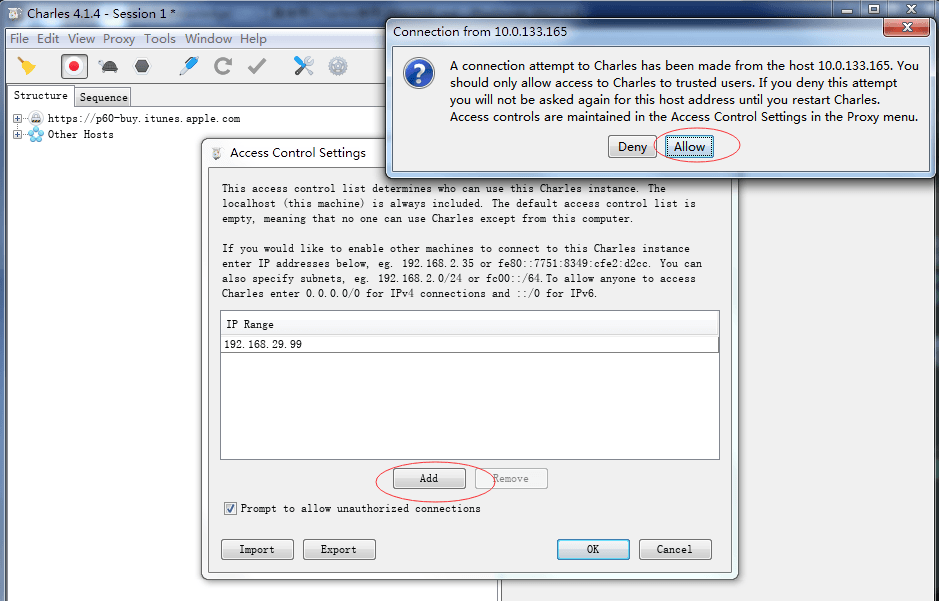 Charles 4.1.4 - Session 1 *
File Edit View Proxy Tools Window Help
Structure Sequence
https://p60-buy.itunes.apple.com
Other Hosts
Connection from 10.0.133.165
A connection attempt to Charles has been made from the host 10.0.133.165. You
should only allow access to Charles to trusted users. If you deny this attempt
you will not be asked again for this host address until you restart Charles.
Access controls are maintained in the Access Control Settings in the Proxy menu.
Deny Allow
Access Control Settings
This access control list determines who can use this Charles instance. The
localhost (this machine) is always included. The default access control list is
empty, meaning that no one can use Charles except from this computer.
If you would like to enable other machines to connect to this Charles instance
enter IP addresses below, eg. 192.168.2.35 or fe80::7751:8349:cfe2:d2cc. You can
also specify subnets, eg. 192.168.2.0/24 or fc00::/64.To allow anyone to access
Charles enter 0.0.0.0/0 for IPv4 connections and ::/0 for IPv6.
IP Range
192.168.29.99
Add Remove
Prompt to allow unauthorized connections
Import Export OK Cancel